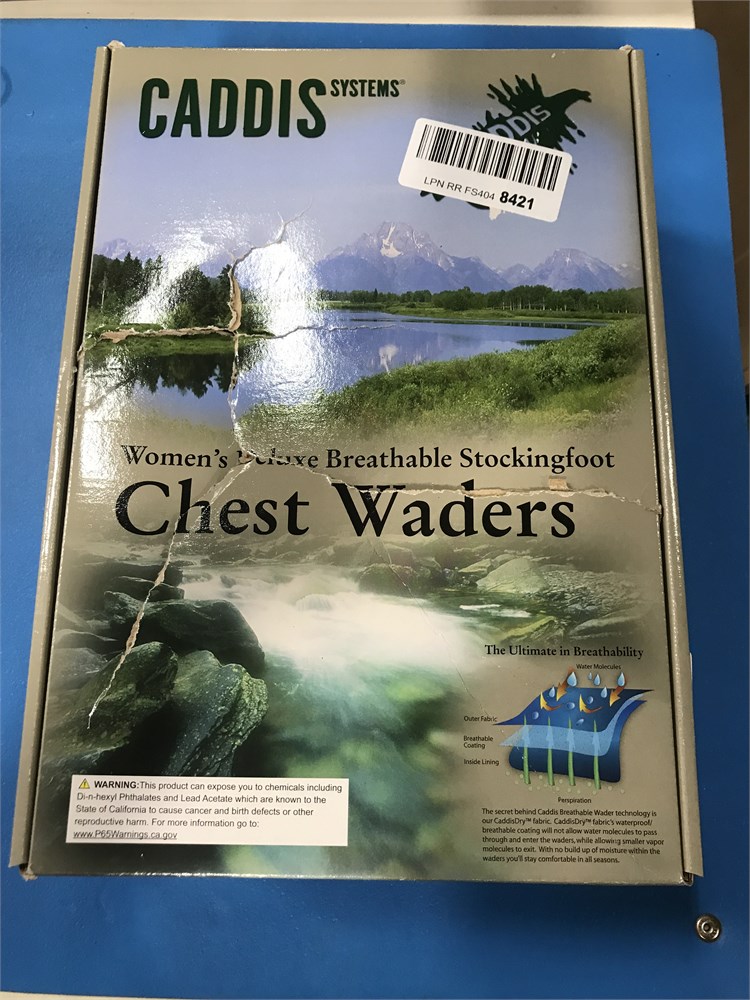 CADDIS SYSTEMS®
DDIS
LPN RR FS404 8421
Women's Deluxe Breathable Stockingfoot
Chest Waders
The Ultimate in Breathability
Water Molecules
Outer Fabric
Breathable
Coating
Inside Lining
Perspiration
The secret behind Caddis Breathable Wader technology is
our CaddisDry™ fabric. CaddisDry™ fabric's waterproof/
breathable coating will not allow water molecules to pass
through and enter the waders, while allowing smaller vapor
molecules to exit. With no build up of moisture within the
waders you'll stay comfortable in all seasons.
WARNING:This product can expose you to chemicals including
Di-n-hexyl Phthalates and Lead Acetate which are known to the
State of California to cause cancer and birth defects or other
reproductive harm. For more information go to:
www.P65Warnings.ca.gov